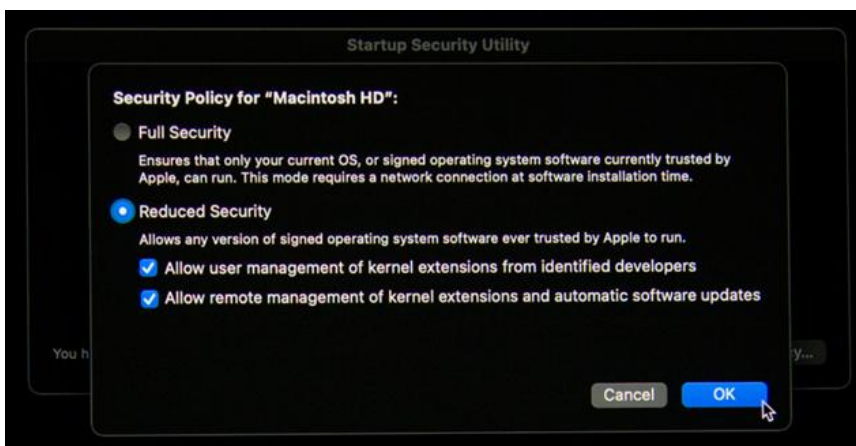 Startup Security Utility
Security Policy for “Macintosh HD”:
Full Security
Ensures that only your current OS, or signed operating system software currently trusted by
Apple, can run. This mode requires a network connection at software installation time.
Reduced Security
Allows any version of signed operating system software ever trusted by Apple to run.
Allow user management of kernel extensions from identified developers
Allow remote management of kernel extensions and automatic software updates
You
Cancel
OK